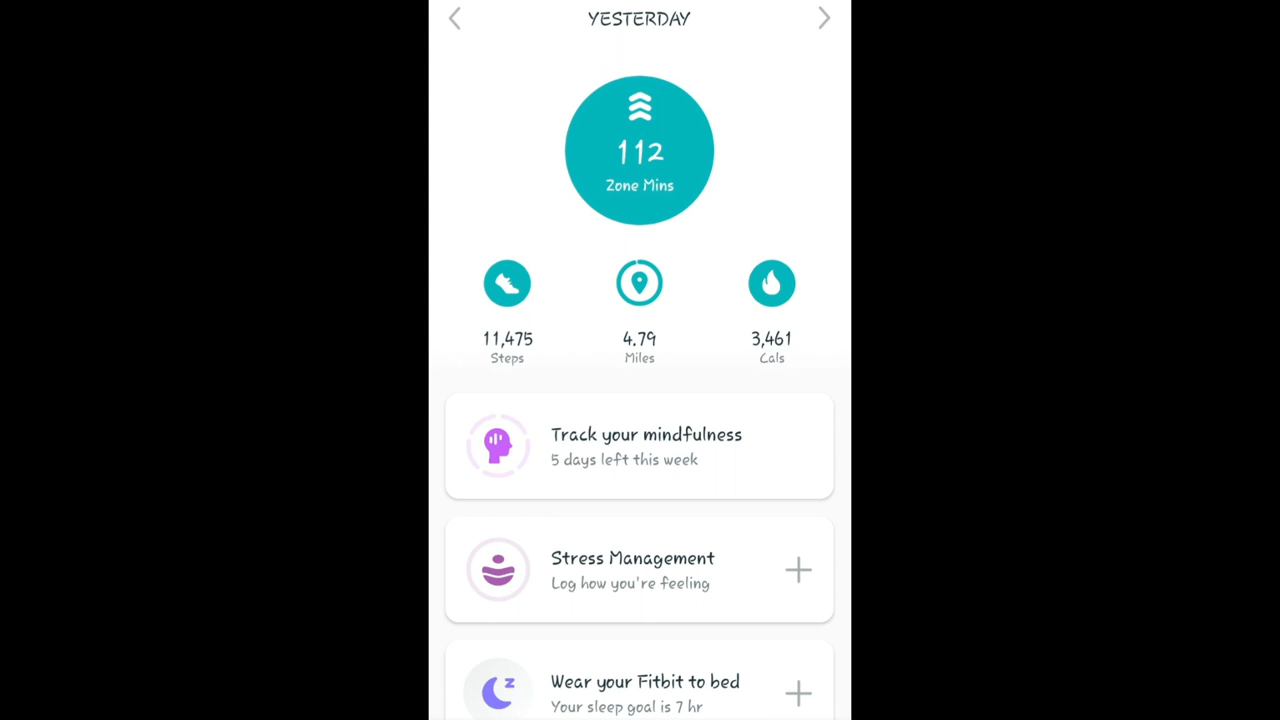 YESTERDAY
112
Zone Mins
11,475
Steps
4.79
Miles
3,461
Cals
Track your mindfulness
5 days left this week
Stress Management
Log how you're feeling
z
Wear your Fitbit to bed
Your sleep goal is 7 hr